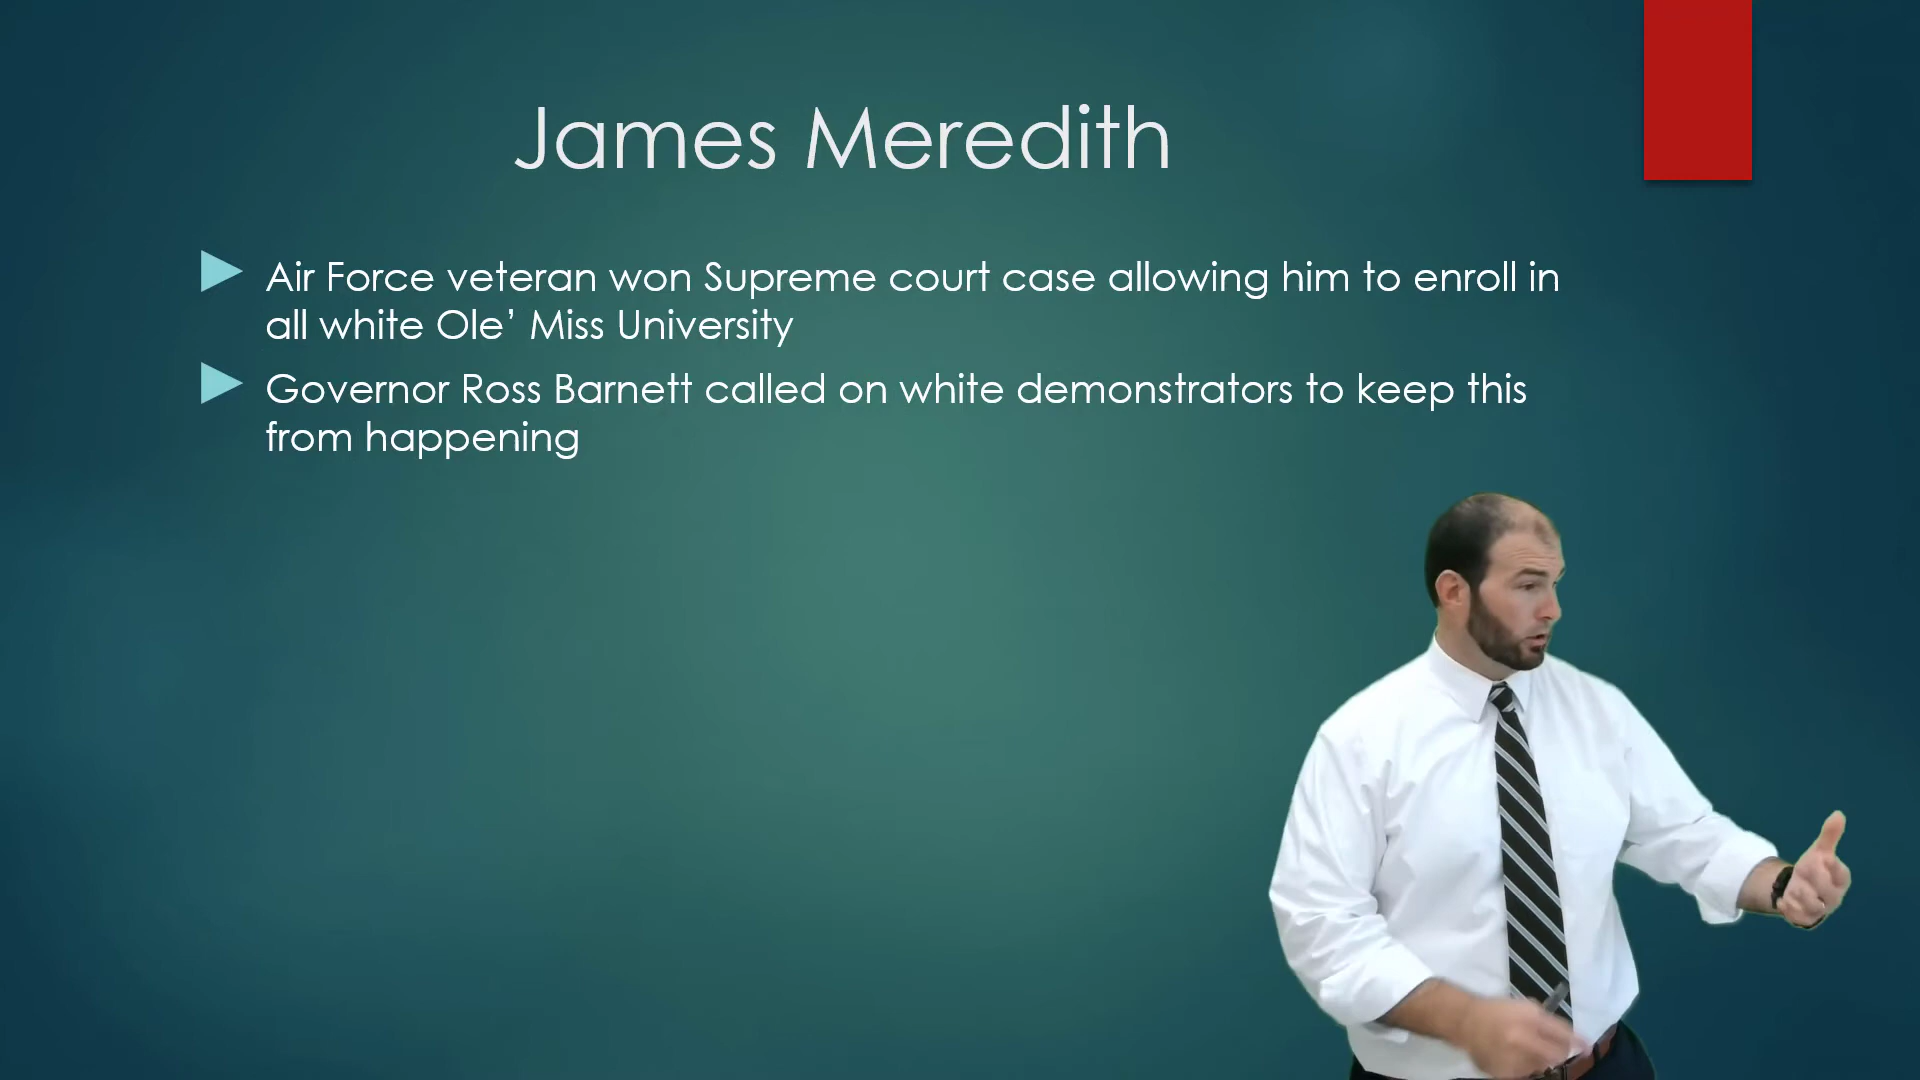 James Meredith
Air Force veteran won Supreme court case allowing him to enroll in
all white Ole’ Miss University
Governor Ross Barnett called on white demonstrators to keep this
from happening